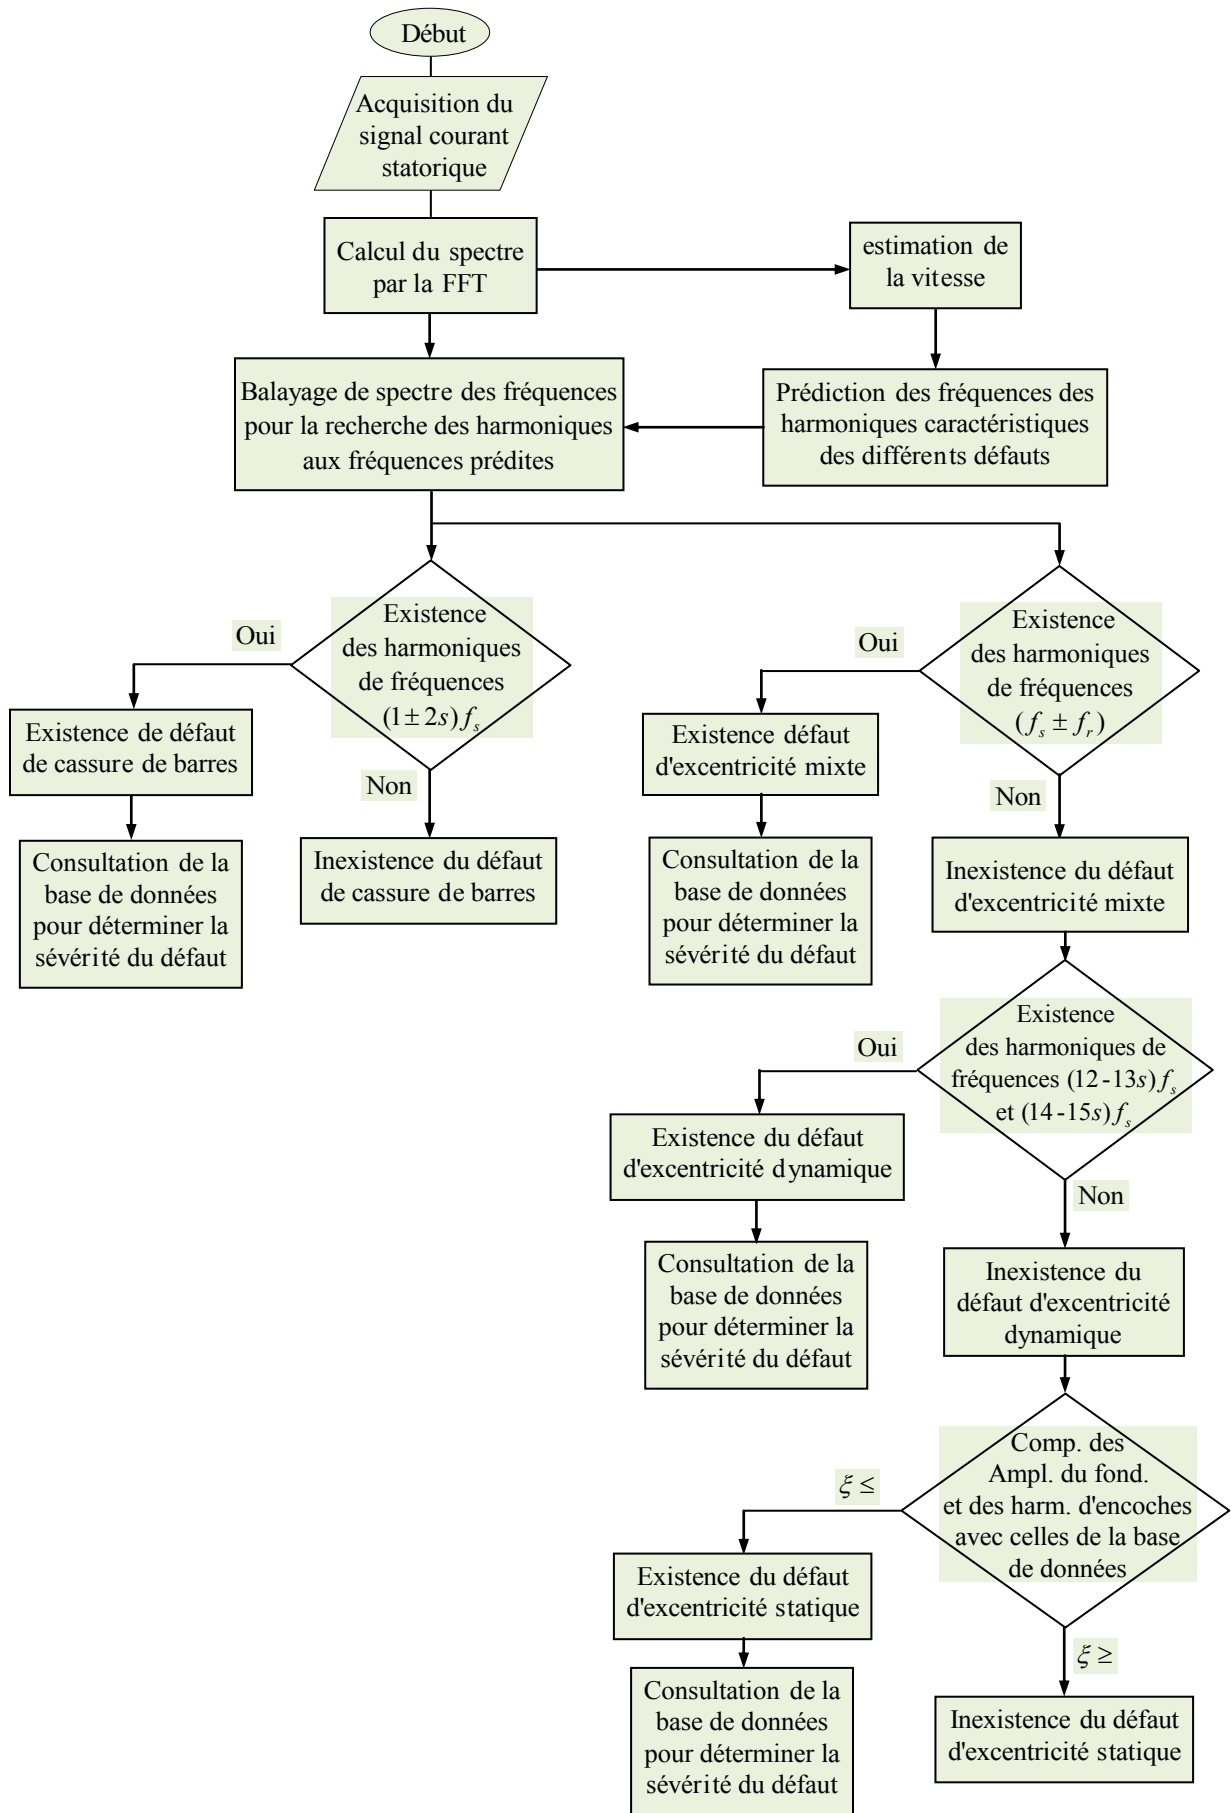 Début
Acquisition du
signal courant
statorique
Calcul du spectre
par la FFT
estimation de
la vitesse
Balayage de spectre des fréquences
pour la recherche des harmoniques
aux fréquences prédites
Prédiction des fréquences des
harmoniques caractéristiques
des différents défauts
Existence
des harmoniques
de fréquences
(1 ± 2s) f_s
Oui
Non
Existence de défaut
de cassure de barres
Consultation de la
base de données
pour déterminer la
sévérité du défaut
Inexistence du défaut
de cassure de barres
Existence
des harmoniques
de fréquences
(f_s ± f_r)
Oui
Non
Existence défaut
d'excentricité mixte
Consultation de la
base de données
pour déterminer la
sévérité du défaut
Inexistence du défaut
d'excentricité mixte
Existence
des harmoniques de
fréquences (12-13s) f_s
et (14-15s) f_s
Oui
Non
Existence du défaut
d'excentricité dynamique
Consultation de la
base de données
pour déterminer la
sévérité du défaut
Inexistence du
défaut d'excentricité
dynamique
Comp. des
Ampl. du fond.
et des harm. d'encoches
avec celles de la base
de données
ξ ≤
ξ ≥
Existence du défaut
d'excentricité statique
Consultation de la
base de données
pour déterminer la
sévérité du défaut
Inexistence du défaut
d'excentricité statique